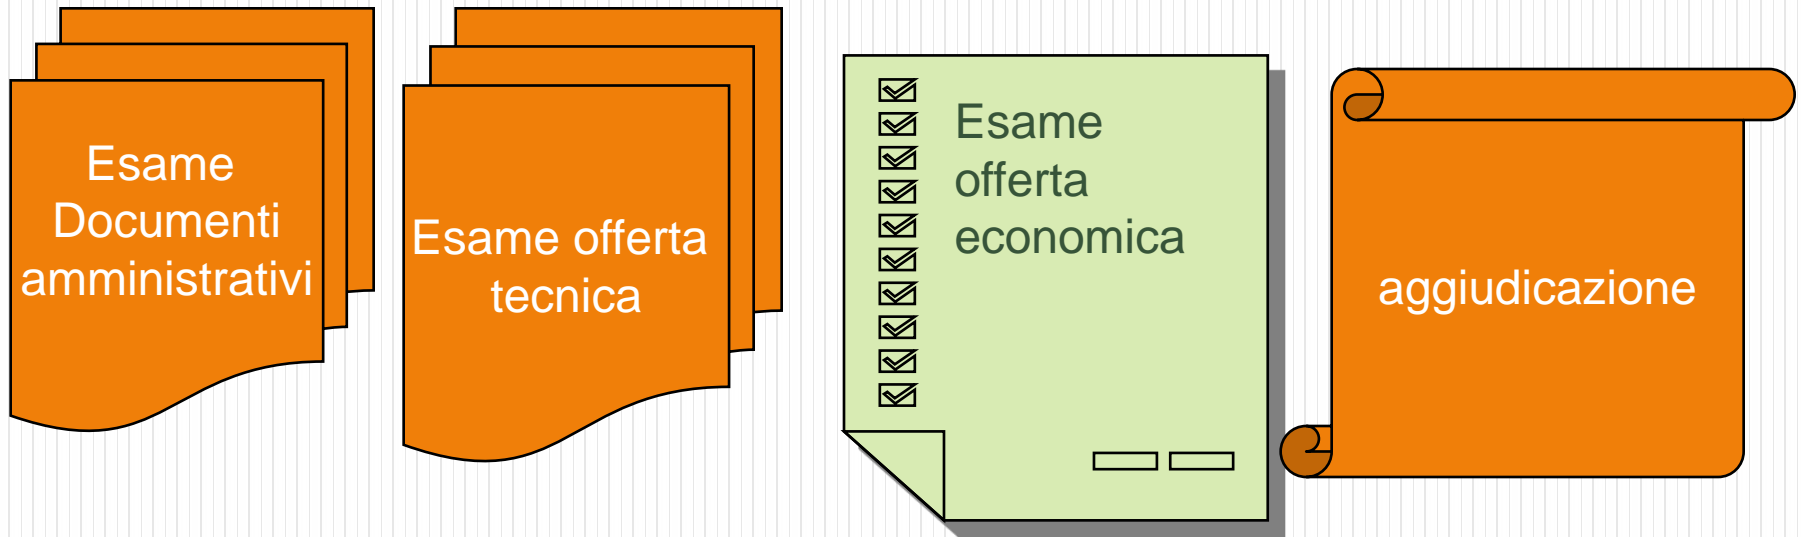 Esame
Documenti
amministrativi
Esame offerta
tecnica
Esame
offerta
economica
aggiudicazione